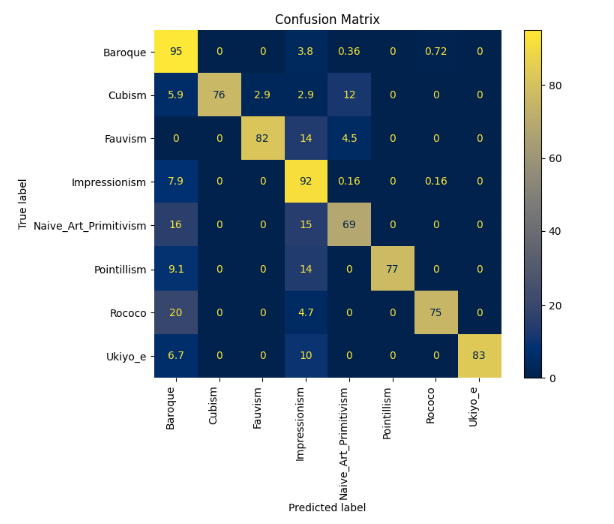 Confusion Matrix
True label
Baroque 95 0 0 3.8 0.36 0 0.72 0
Cubism 5.9 76 2.9 2.9 12 0 0 0
Fauvism 0 0 82 14 4.5 0 0 0
Impressionism 7.9 0 0 92 0.16 0 0.16 0
Naive_Art_Primitivism 16 0 0 15 69 0 0 0
Pointillism 9.1 0 0 14 0 77 0 0
Rococo 20 0 0 4.7 0 0 75 0
Ukiyo_e 6.7 0 0 10 0 0 0 83
Baroque
Cubism
Fauvism
Impressionism
Naive_Art_Primitivism
Pointillism
Rococo
Ukiyo_e
Predicted label
80
60
40
20
0